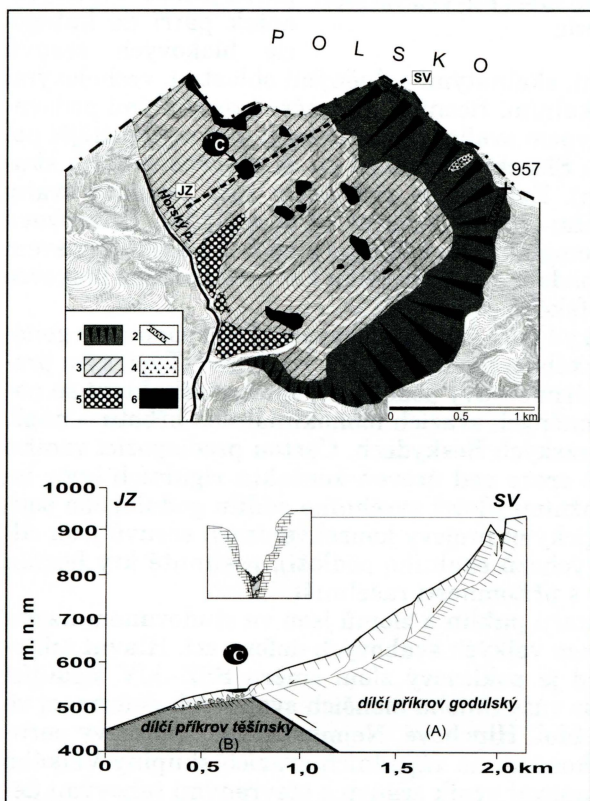 POLSKO
SV
C
957
JZ
Horský p.
1 2
3 4
5 6
0 0,5 1 km
1000 JZ SV
900
800
m. n. m
700
600 C
500 dílčí příkrov godulský
dílčí příkrov těšínský (A)
400 (B)
0 0,5 1,0 1,5 2,0 km